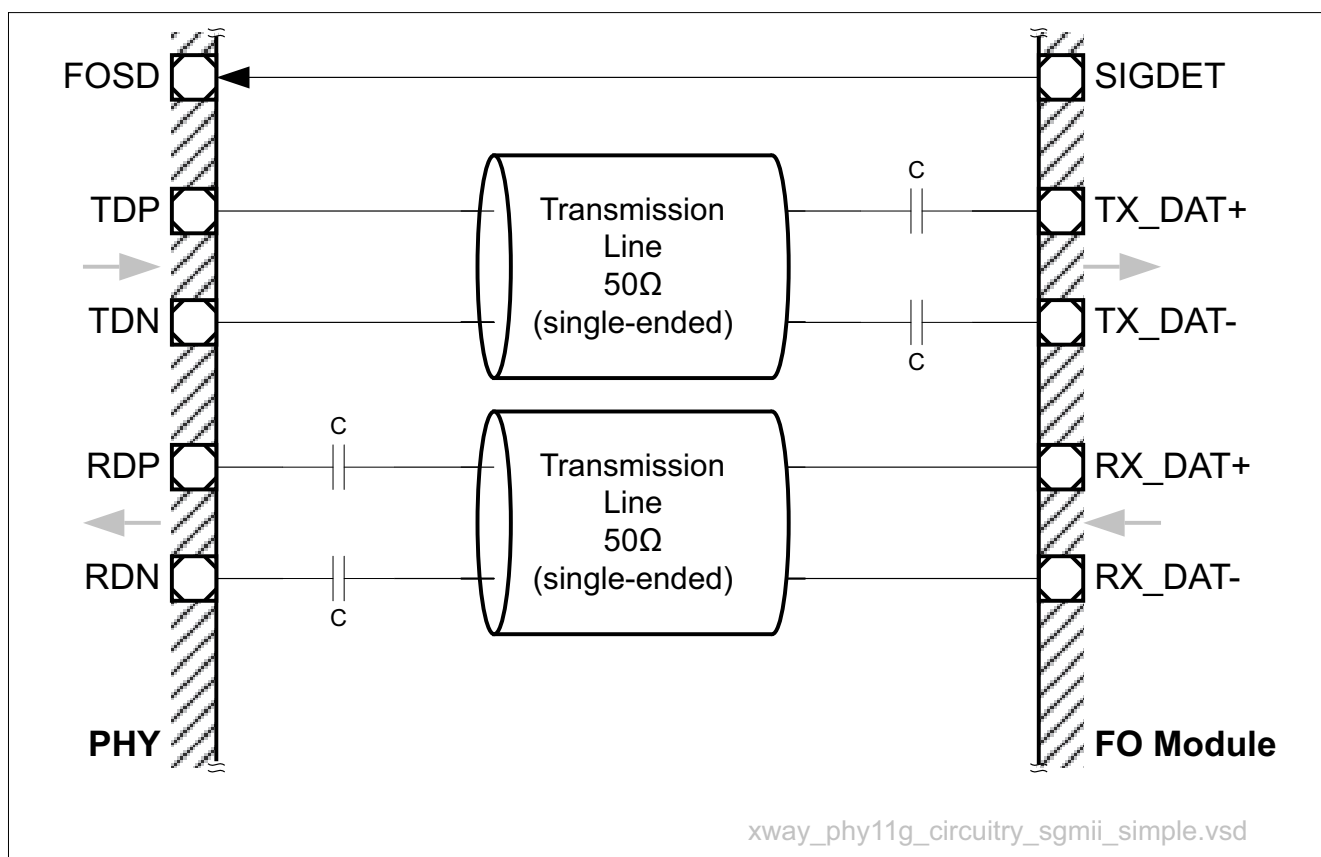 FOSD
SIGDET
C
TDP
Transmission
Line
50Ω
(single-ended)
TX_DAT+
TDN
TX_DAT-
C
C
RDP
Transmission
Line
50Ω
(single-ended)
RX_DAT+
RDN
RX_DAT-
C
PHY
FO Module
xway_phy11g_circuitry_sgmii_simple.vsd